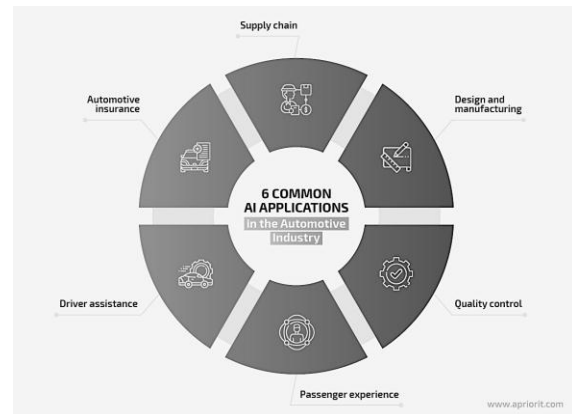 Supply chain
Automotive
insurance
Design and
manufacturing
6 COMMON
AI APPLICATIONS
in the Automotive
Industry
Driver assistance
Quality control
Passenger experience
www.apriorit.com